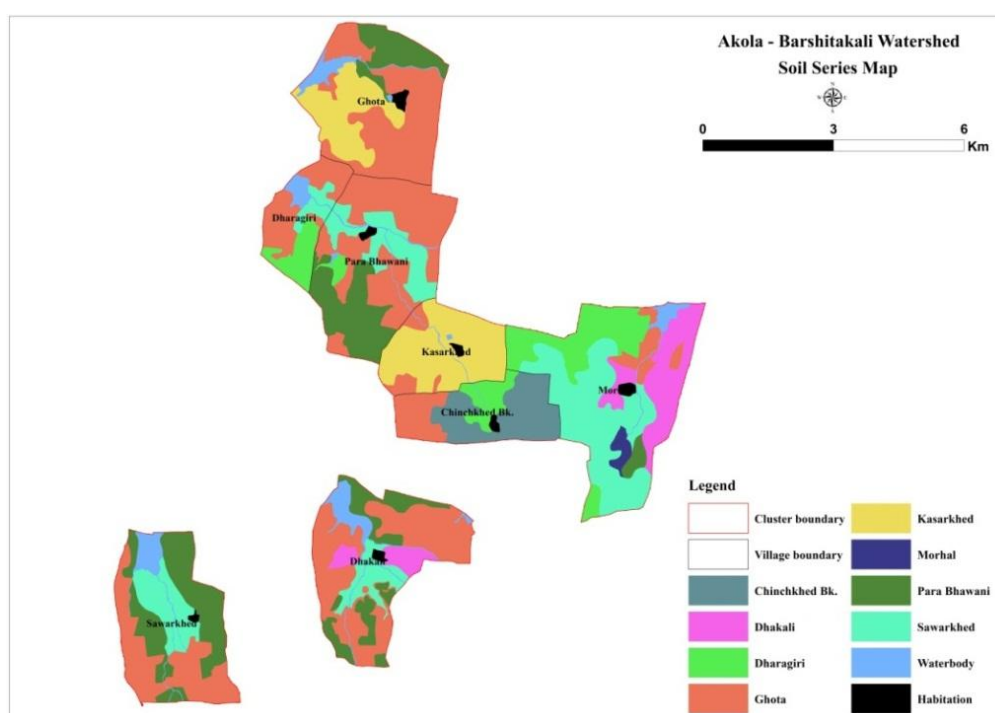 Akola - Barshitakali Watershed
Soil Series Map
0 3 6
Km
Ghota
Dharagiri
Para Bhawani
Kasarkhed
Chinchkhed Bk.
Dhakali
Sawarkhed
Legend
Cluster boundary
Village boundary
Chinchkhed Bk.
Dhakali
Dharagiri
Ghota
Kasarkhed
Morhal
Para Bhawani
Sawarkhed
Waterbody
Habitation